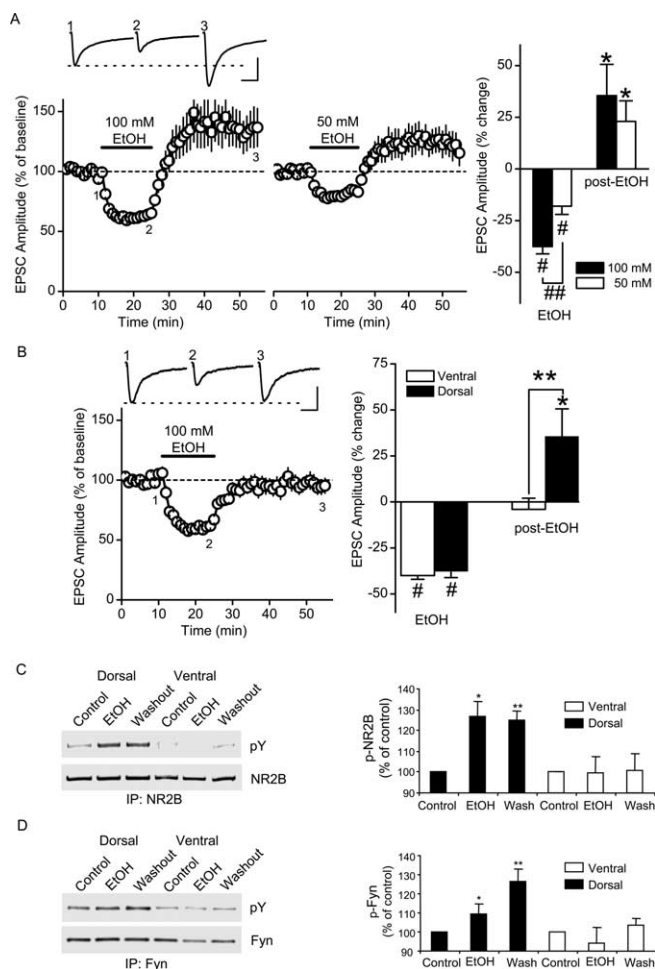 A
1 2 3
EPSC Amplitude (% of baseline)
150
100
50
0
100 mM
EtOH
1
2
3
0 10 20 30 40 50
Time (min)
50 mM
EtOH
0 10 20 30 40 50
Time (min)
EPSC Amplitude (% change)
50
25
0
-25
-50
* *
post-EtOH
# #
##
EtOH
100 mM
50 mM
B
1 2 3
EPSC Amplitude (% of baseline)
150
100
50
0
100 mM
EtOH
1
2
3
0 10 20 30 40 50
Time (min)
EPSC Amplitude (% change)
75
50
25
0
-25
-50
Ventral
Dorsal
**
*
post-EtOH
# #
EtOH
C
Dorsal Ventral
Control EtOH Washout Control EtOH Washout
pY
NR2B
IP: NR2B
p-NR2B
(% of control)
140
130
120
110
100
90
* **
Ventral
Dorsal
Control EtOH Wash Control EtOH Wash
D
Dorsal Ventral
Control EtOH Washout Control EtOH Washout
pY
Fyn
IP: Fyn
p-Fyn
(% of control)
140
130
120
110
100
90
* **
Ventral
Dorsal
Control EtOH Wash Control EtOH Wash